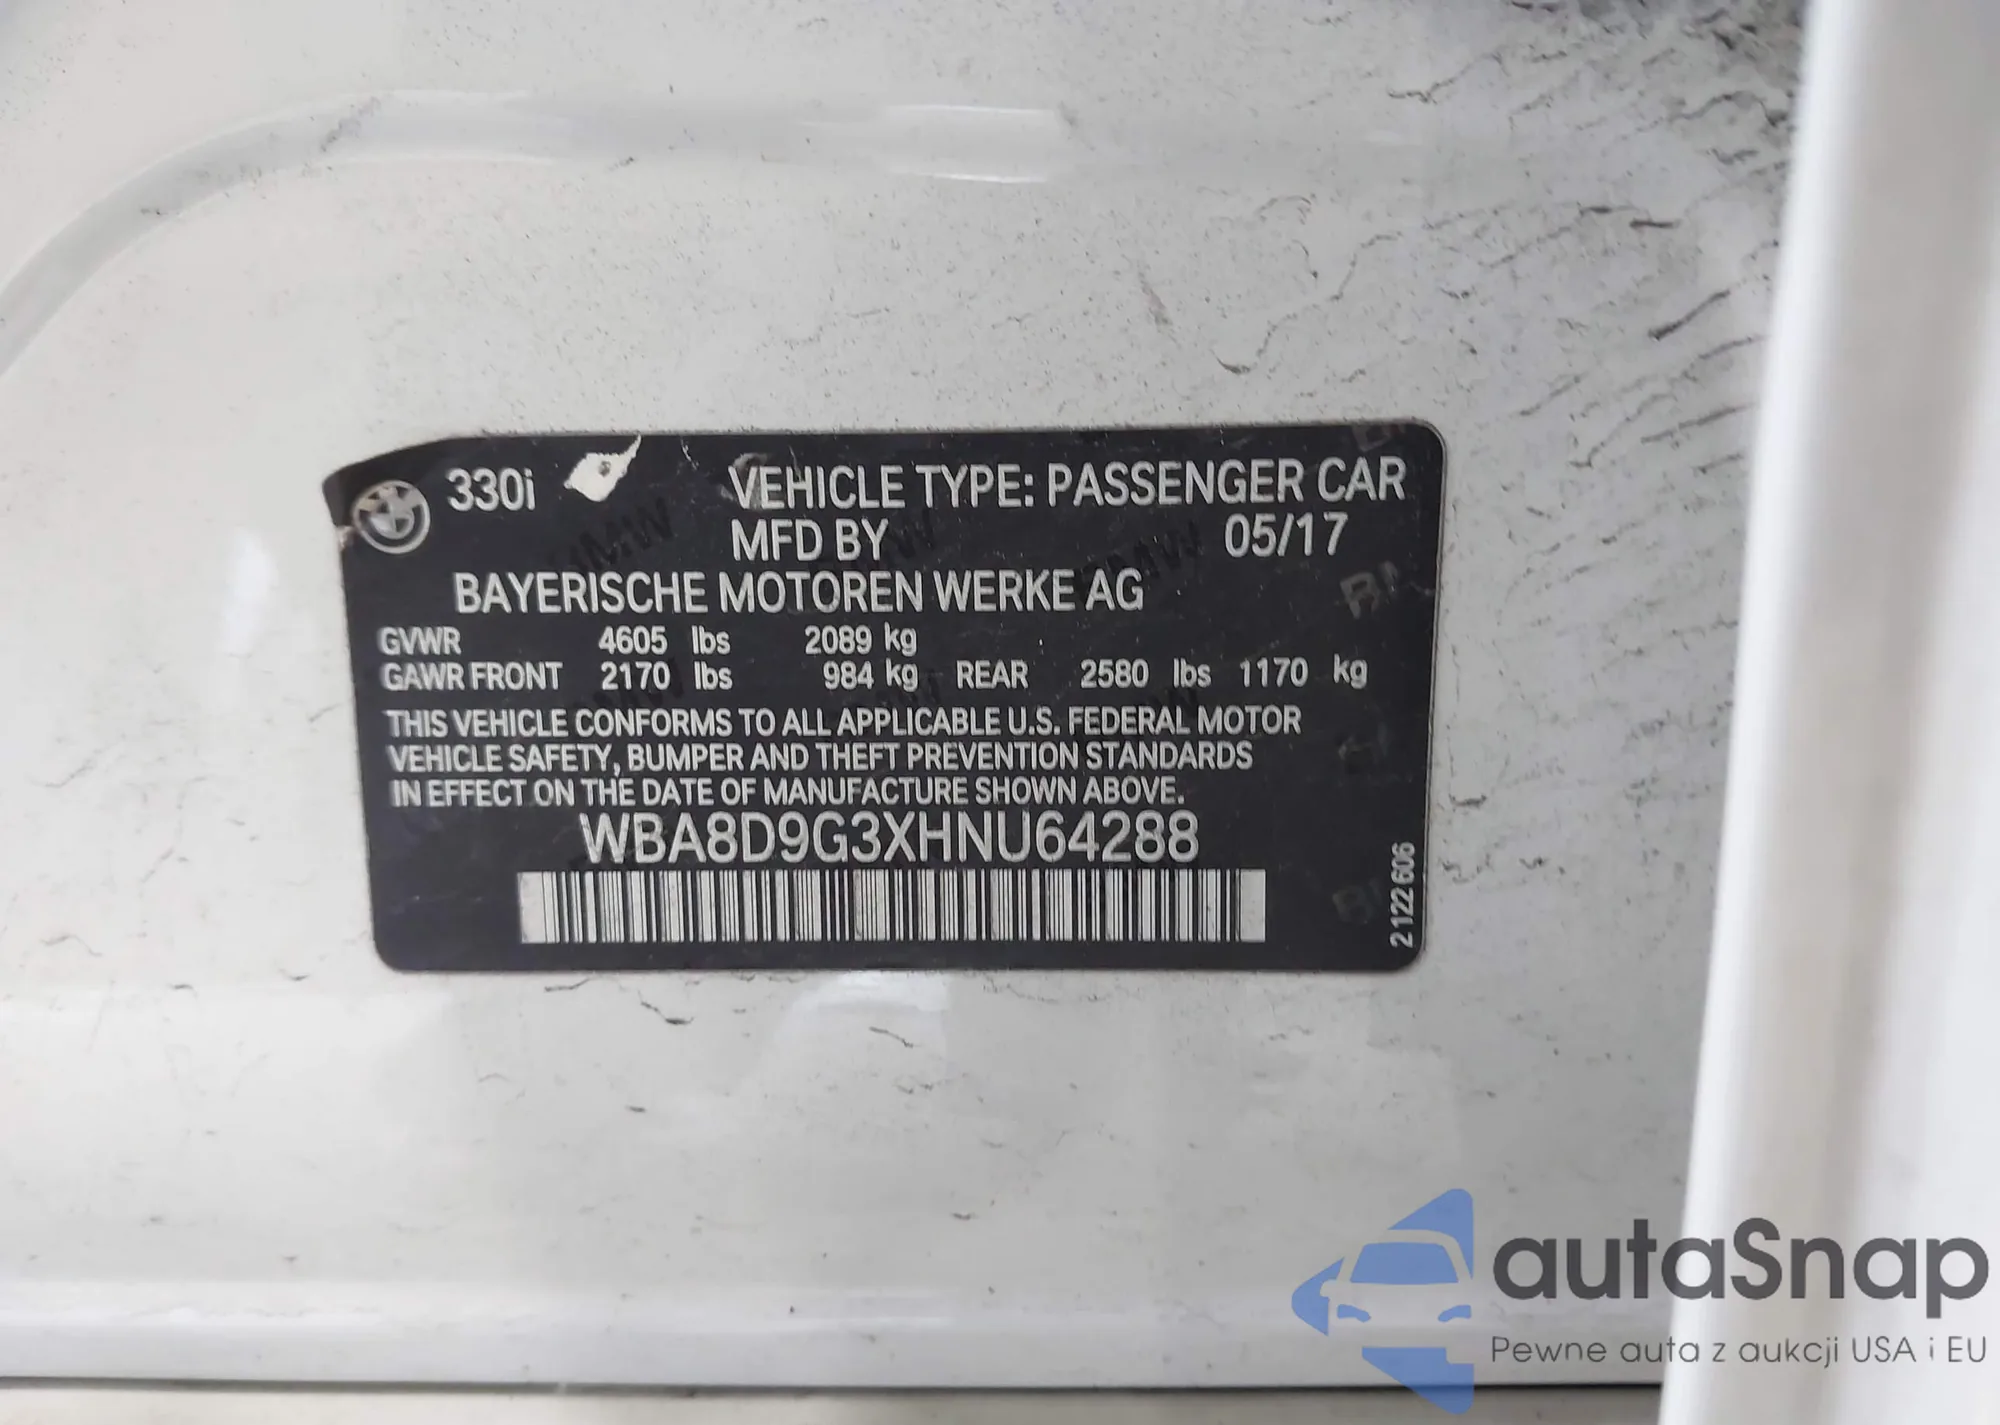 330i VEHICLE TYPE: PASSENGER CAR
MFD BY 05/17
BAYERISCHE MOTOREN WERKE AG
GVWR 4605 lbs 2089 kg
GAWR FRONT 2170 lbs 984 kg REAR 2580 lbs 1170 kg
THIS VEHICLE CONFORMS TO ALL APPLICABLE U.S. FEDERAL MOTOR
VEHICLE SAFETY, BUMPER AND THEFT PREVENTION STANDARDS
IN EFFECT ON THE DATE OF MANUFACTURE SHOWN ABOVE.
WBA8D9G3XHNU64288
2122606
autaSnap
Pewne auta z aukcji USA i EU